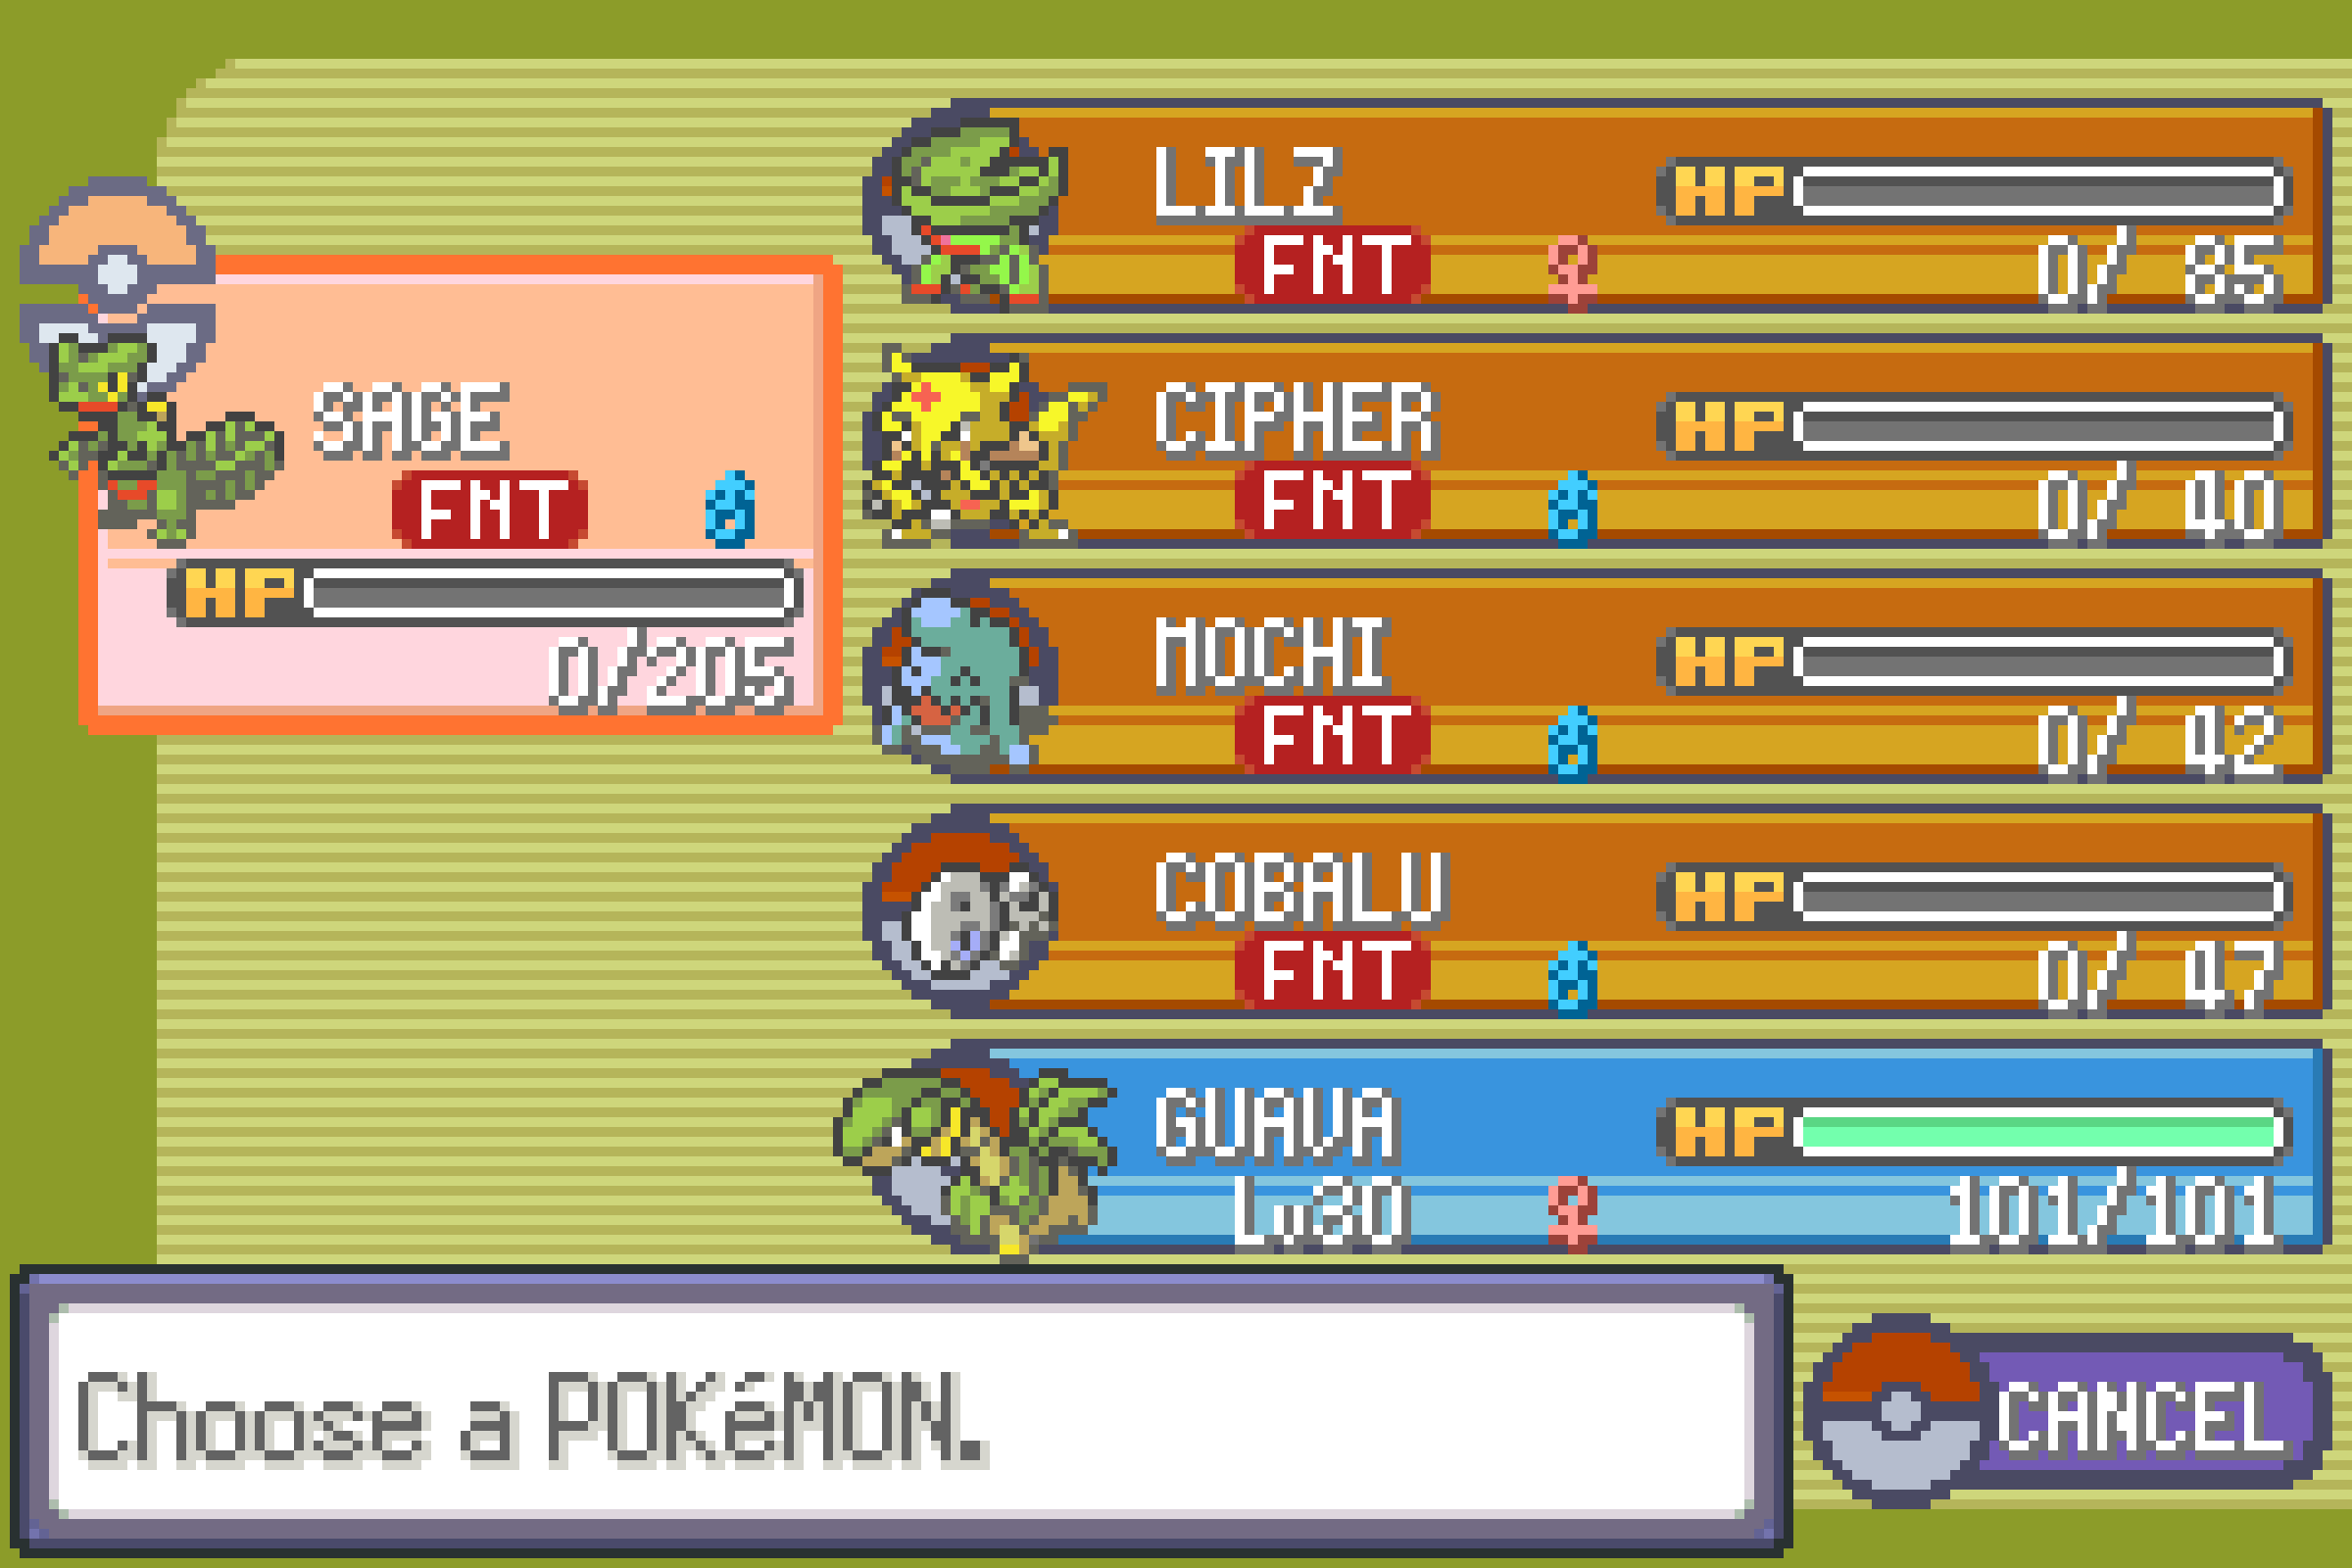 SAGE
FNT ♂
HP
0/205
LILZ
HP
FNT ♀
0/ 85
CIPHER
HP
FNT ♂
0/ 40
MOCHI
HP
FNT ♂
0/ 42
COBALU
HP
FNT ♂
0/ 47
GUAVA
HP
Lv30 ♀
101/101
Choose a POKéMON.
CANCEL